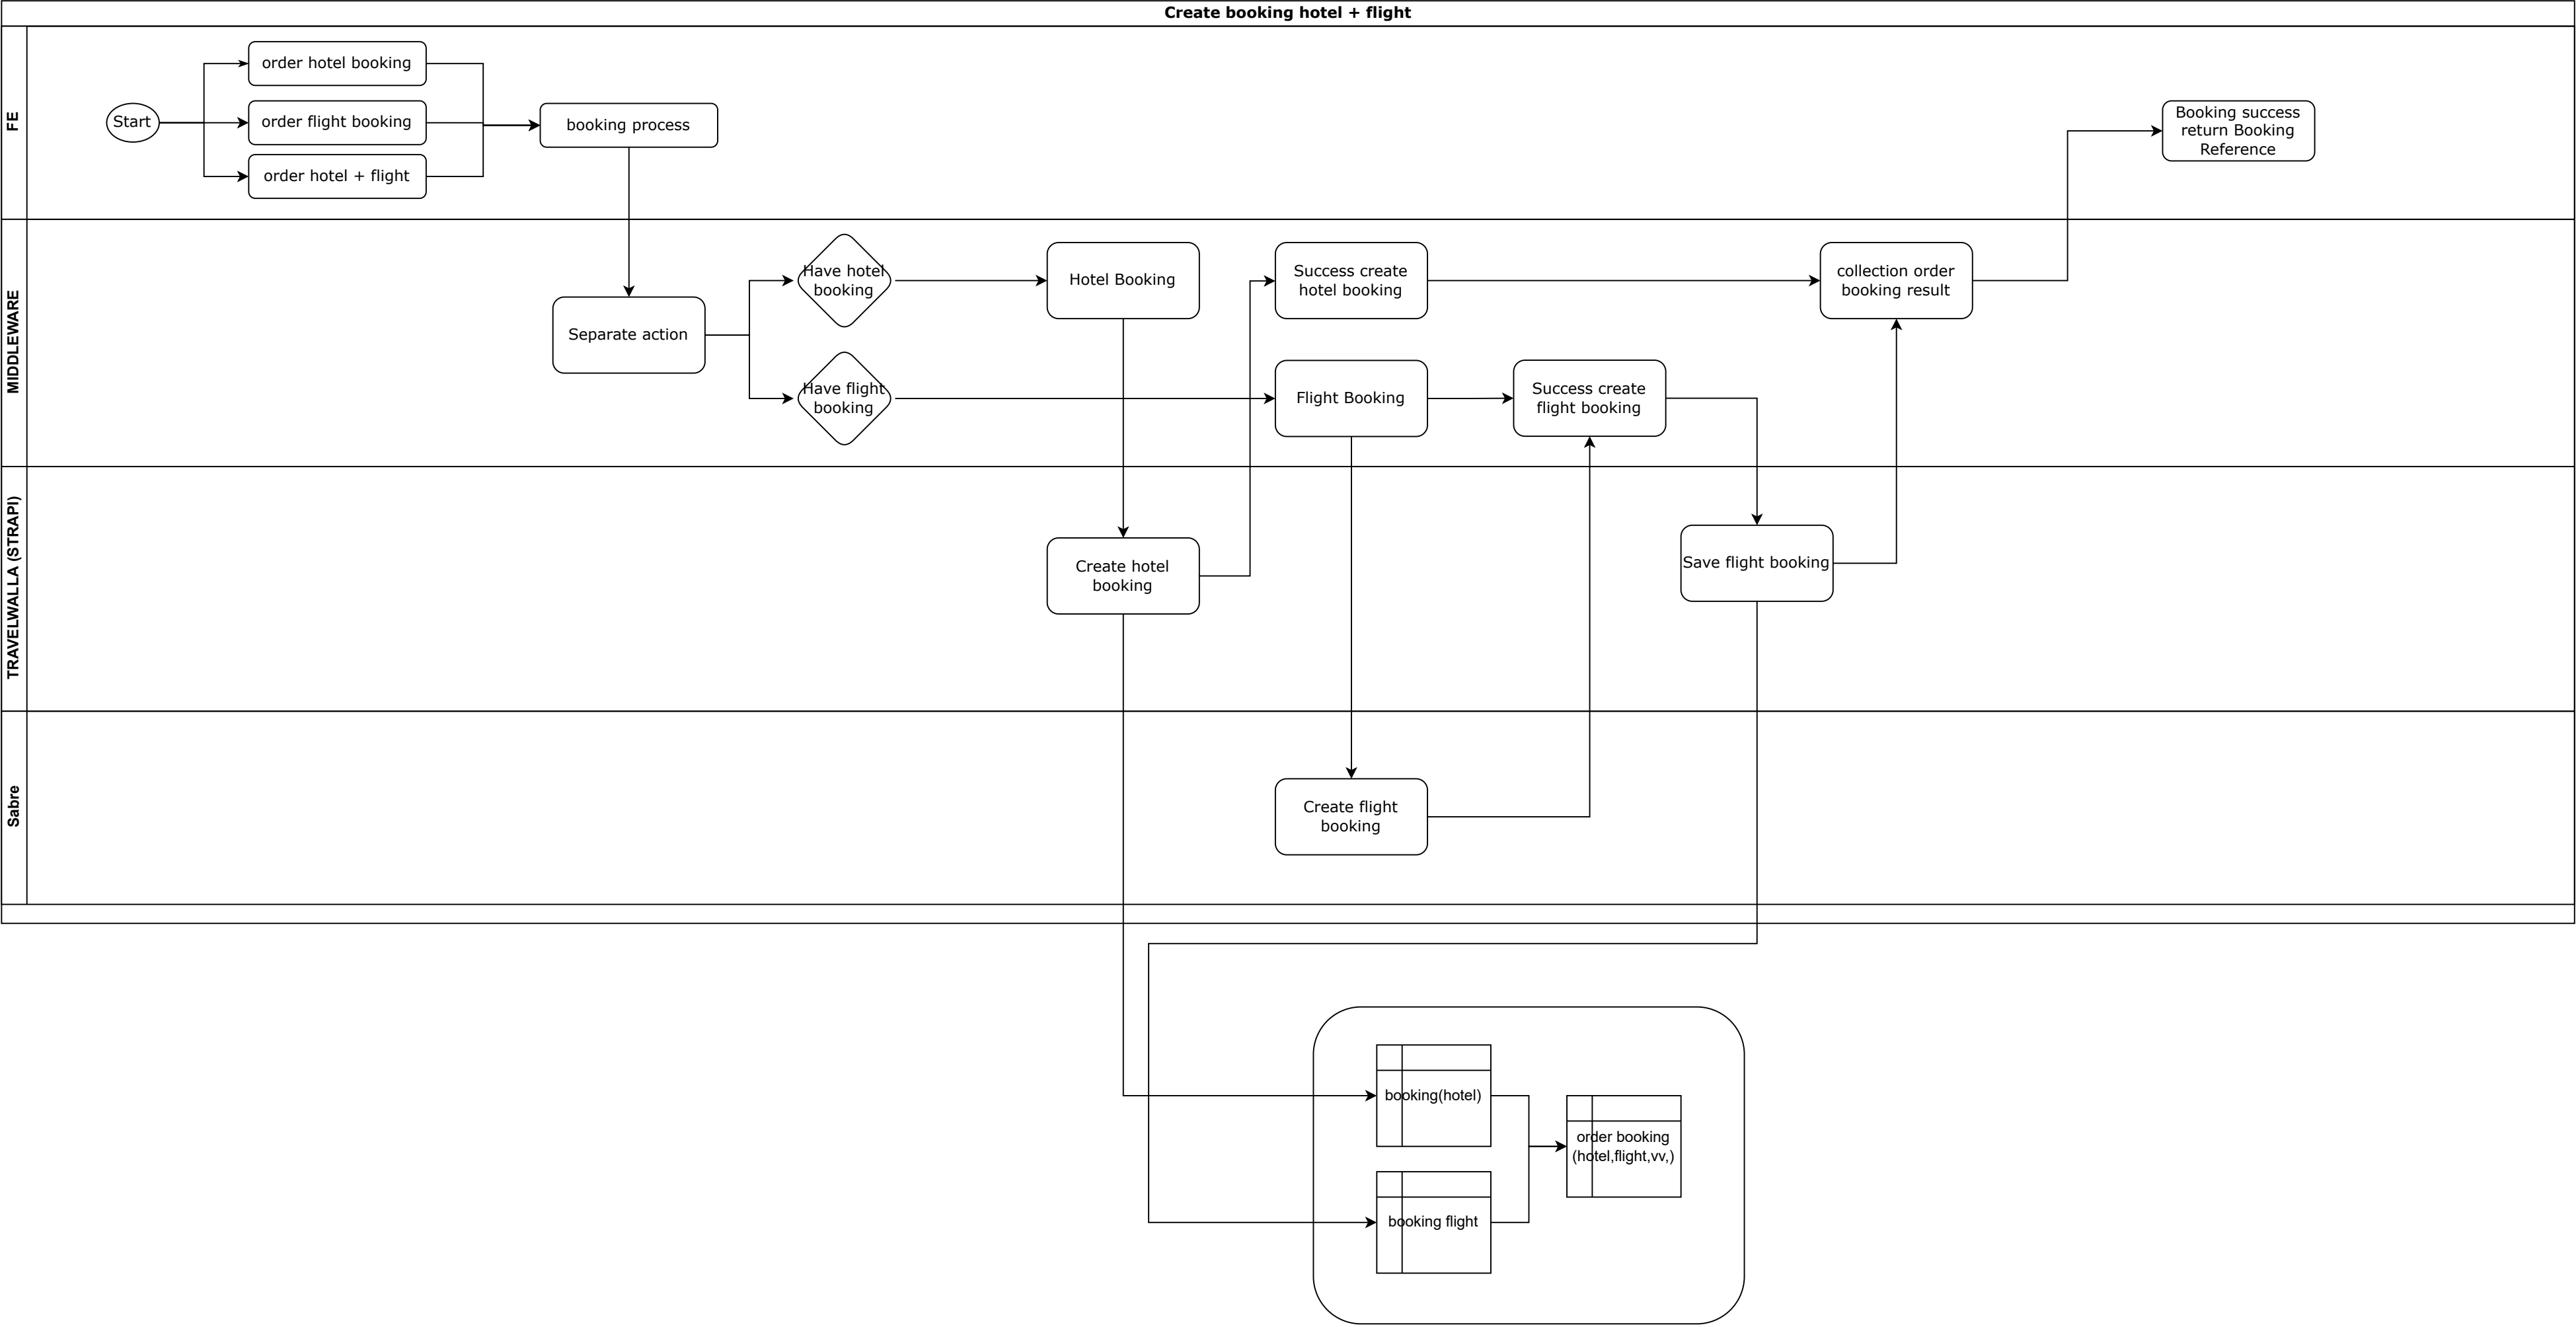 Create booking hotel + flight
FE
Start
order hotel booking
order flight booking
order hotel + flight
booking process
Booking success
return Booking
Reference
MIDDLEWARE
Separate action
Have hotel
booking
Have flight
booking
Hotel Booking
Success create
hotel booking
Flight Booking
Success create
flight booking
collection order
booking result
TRAVELWALLA (STRAPI)
Create hotel
booking
Save flight booking
Sabre
Create flight
booking
booking(hotel)
booking flight
order booking
(hotel,flight,vv,)